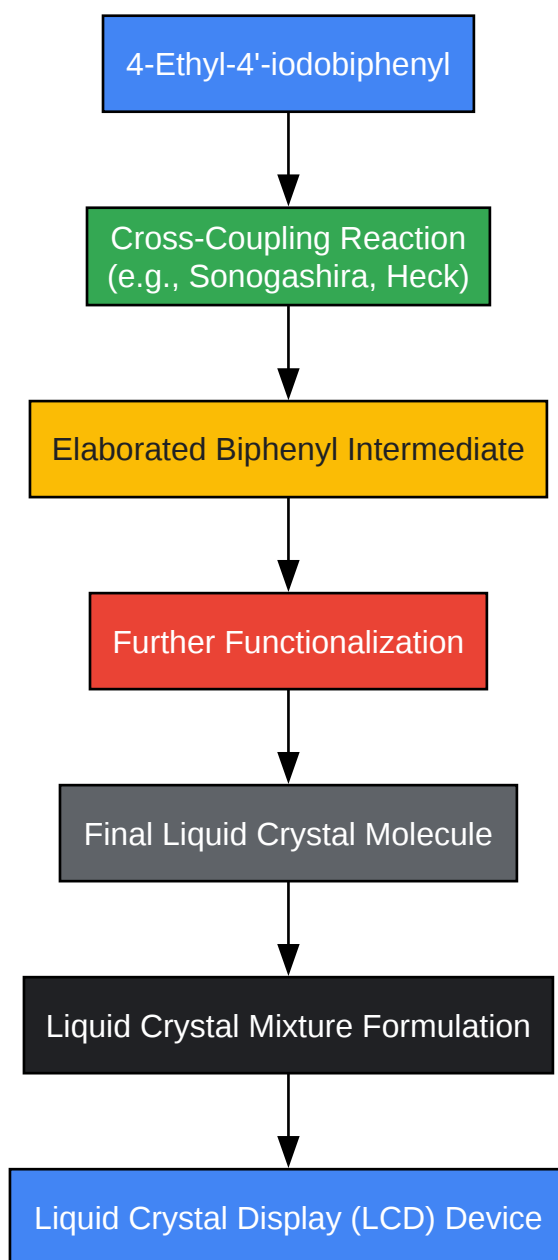 4-Ethyl-4'-iodobiphenyl
Cross-Coupling Reaction
(e.g., Sonogashira, Heck)
Elaborated Biphenyl Intermediate
Further Functionalization
Final Liquid Crystal Molecule
Liquid Crystal Mixture Formulation
Liquid Crystal Display (LCD) Device